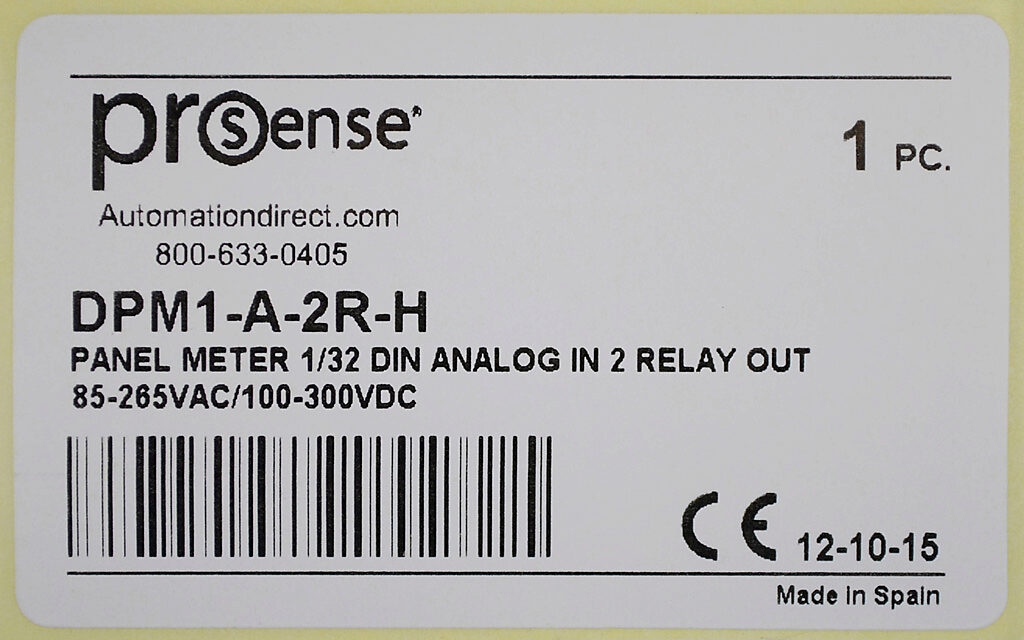 prosense®
1 PC.
Automationdirect.com
800-633-0405
DPM1-A-2R-H
PANEL METER 1/32 DIN ANALOG IN 2 RELAY OUT
85-265VAC/100-300VDC
CE 12-10-15
Made in Spain